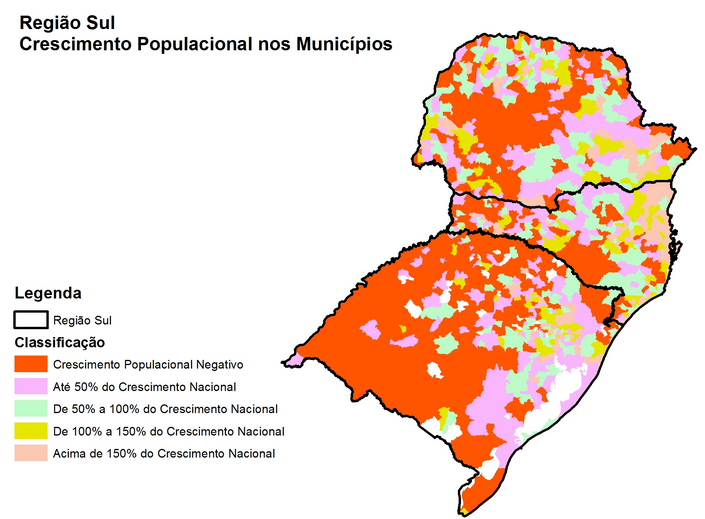 Região Sul
Crescimento Populacional nos Municípios
Legenda
Região Sul
Classificação
Crescimento Populacional Negativo
Até 50% do Crescimento Nacional
De 50% a 100% do Crescimento Nacional
De 100% a 150% do Crescimento Nacional
Acima de 150% do Crescimento Nacional